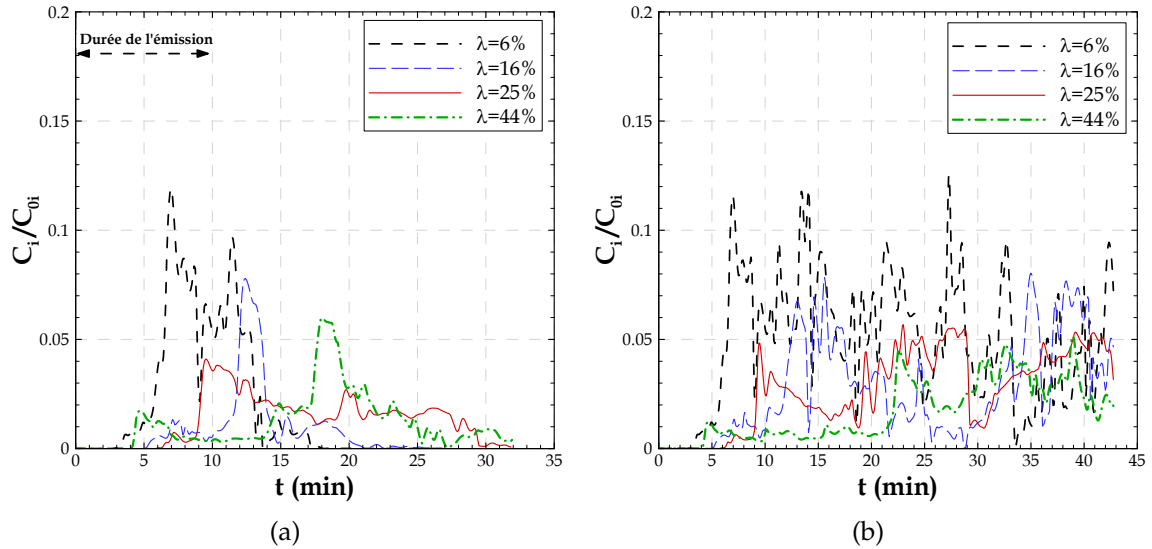 0.2
0.15
0.1
0.05
0
C_i/C_0i
Durée de l'émission
λ=6%
λ=16%
λ=25%
λ=44%
0 5 10 15 20 25 30 35
t (min)
(a)
0.2
0.15
0.1
0.05
0
C_i/C_0i
λ=6%
λ=16%
λ=25%
λ=44%
0 5 10 15 20 25 30 35 40 45
t (min)
(b)